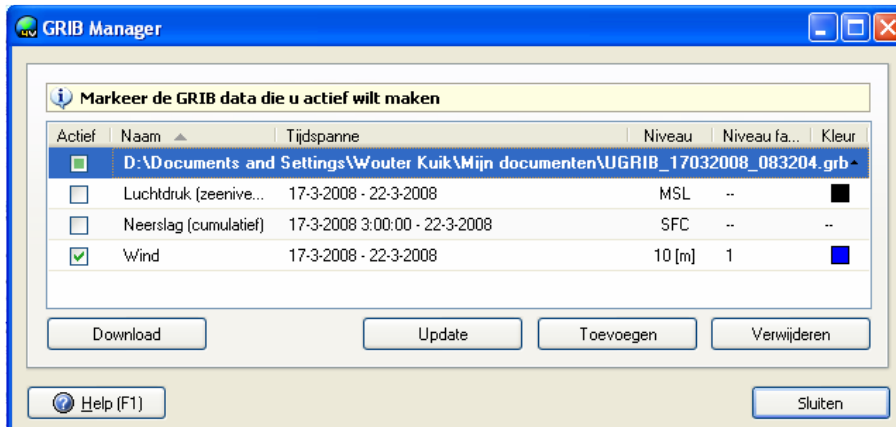 GRIB Manager
Markeer de GRIB data die u actief wilt maken
Actief Naam Tijdspanne Niveau Niveau fa... Kleur
D:\Documents and Settings\Wouter Kuik\Mijn documenten\UGRIB_17032008_083204.grb
Luchtdruk (zeenive... 17-3-2008 - 22-3-2008 MSL --
Neerslag (cumulatief) 17-3-2008 3:00:00 - 22-3-2008 SFC -- --
Wind 17-3-2008 - 22-3-2008 10 [m] 1
Download Update Toevoegen Verwijderen
Help (F1) Sluiten